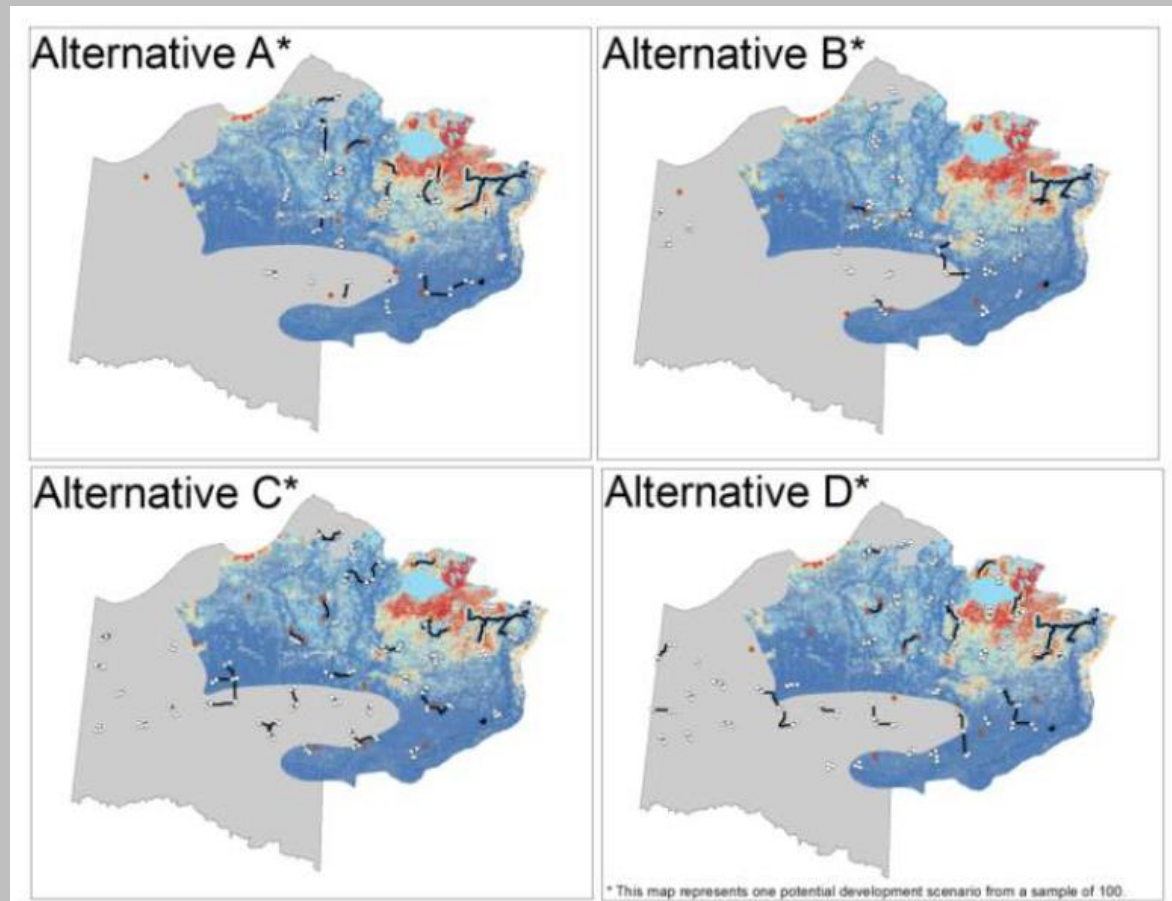 Alternative A*
Alternative B*
Alternative C*
Alternative D*
* This map represents one potential development scenario from a sample of 100.